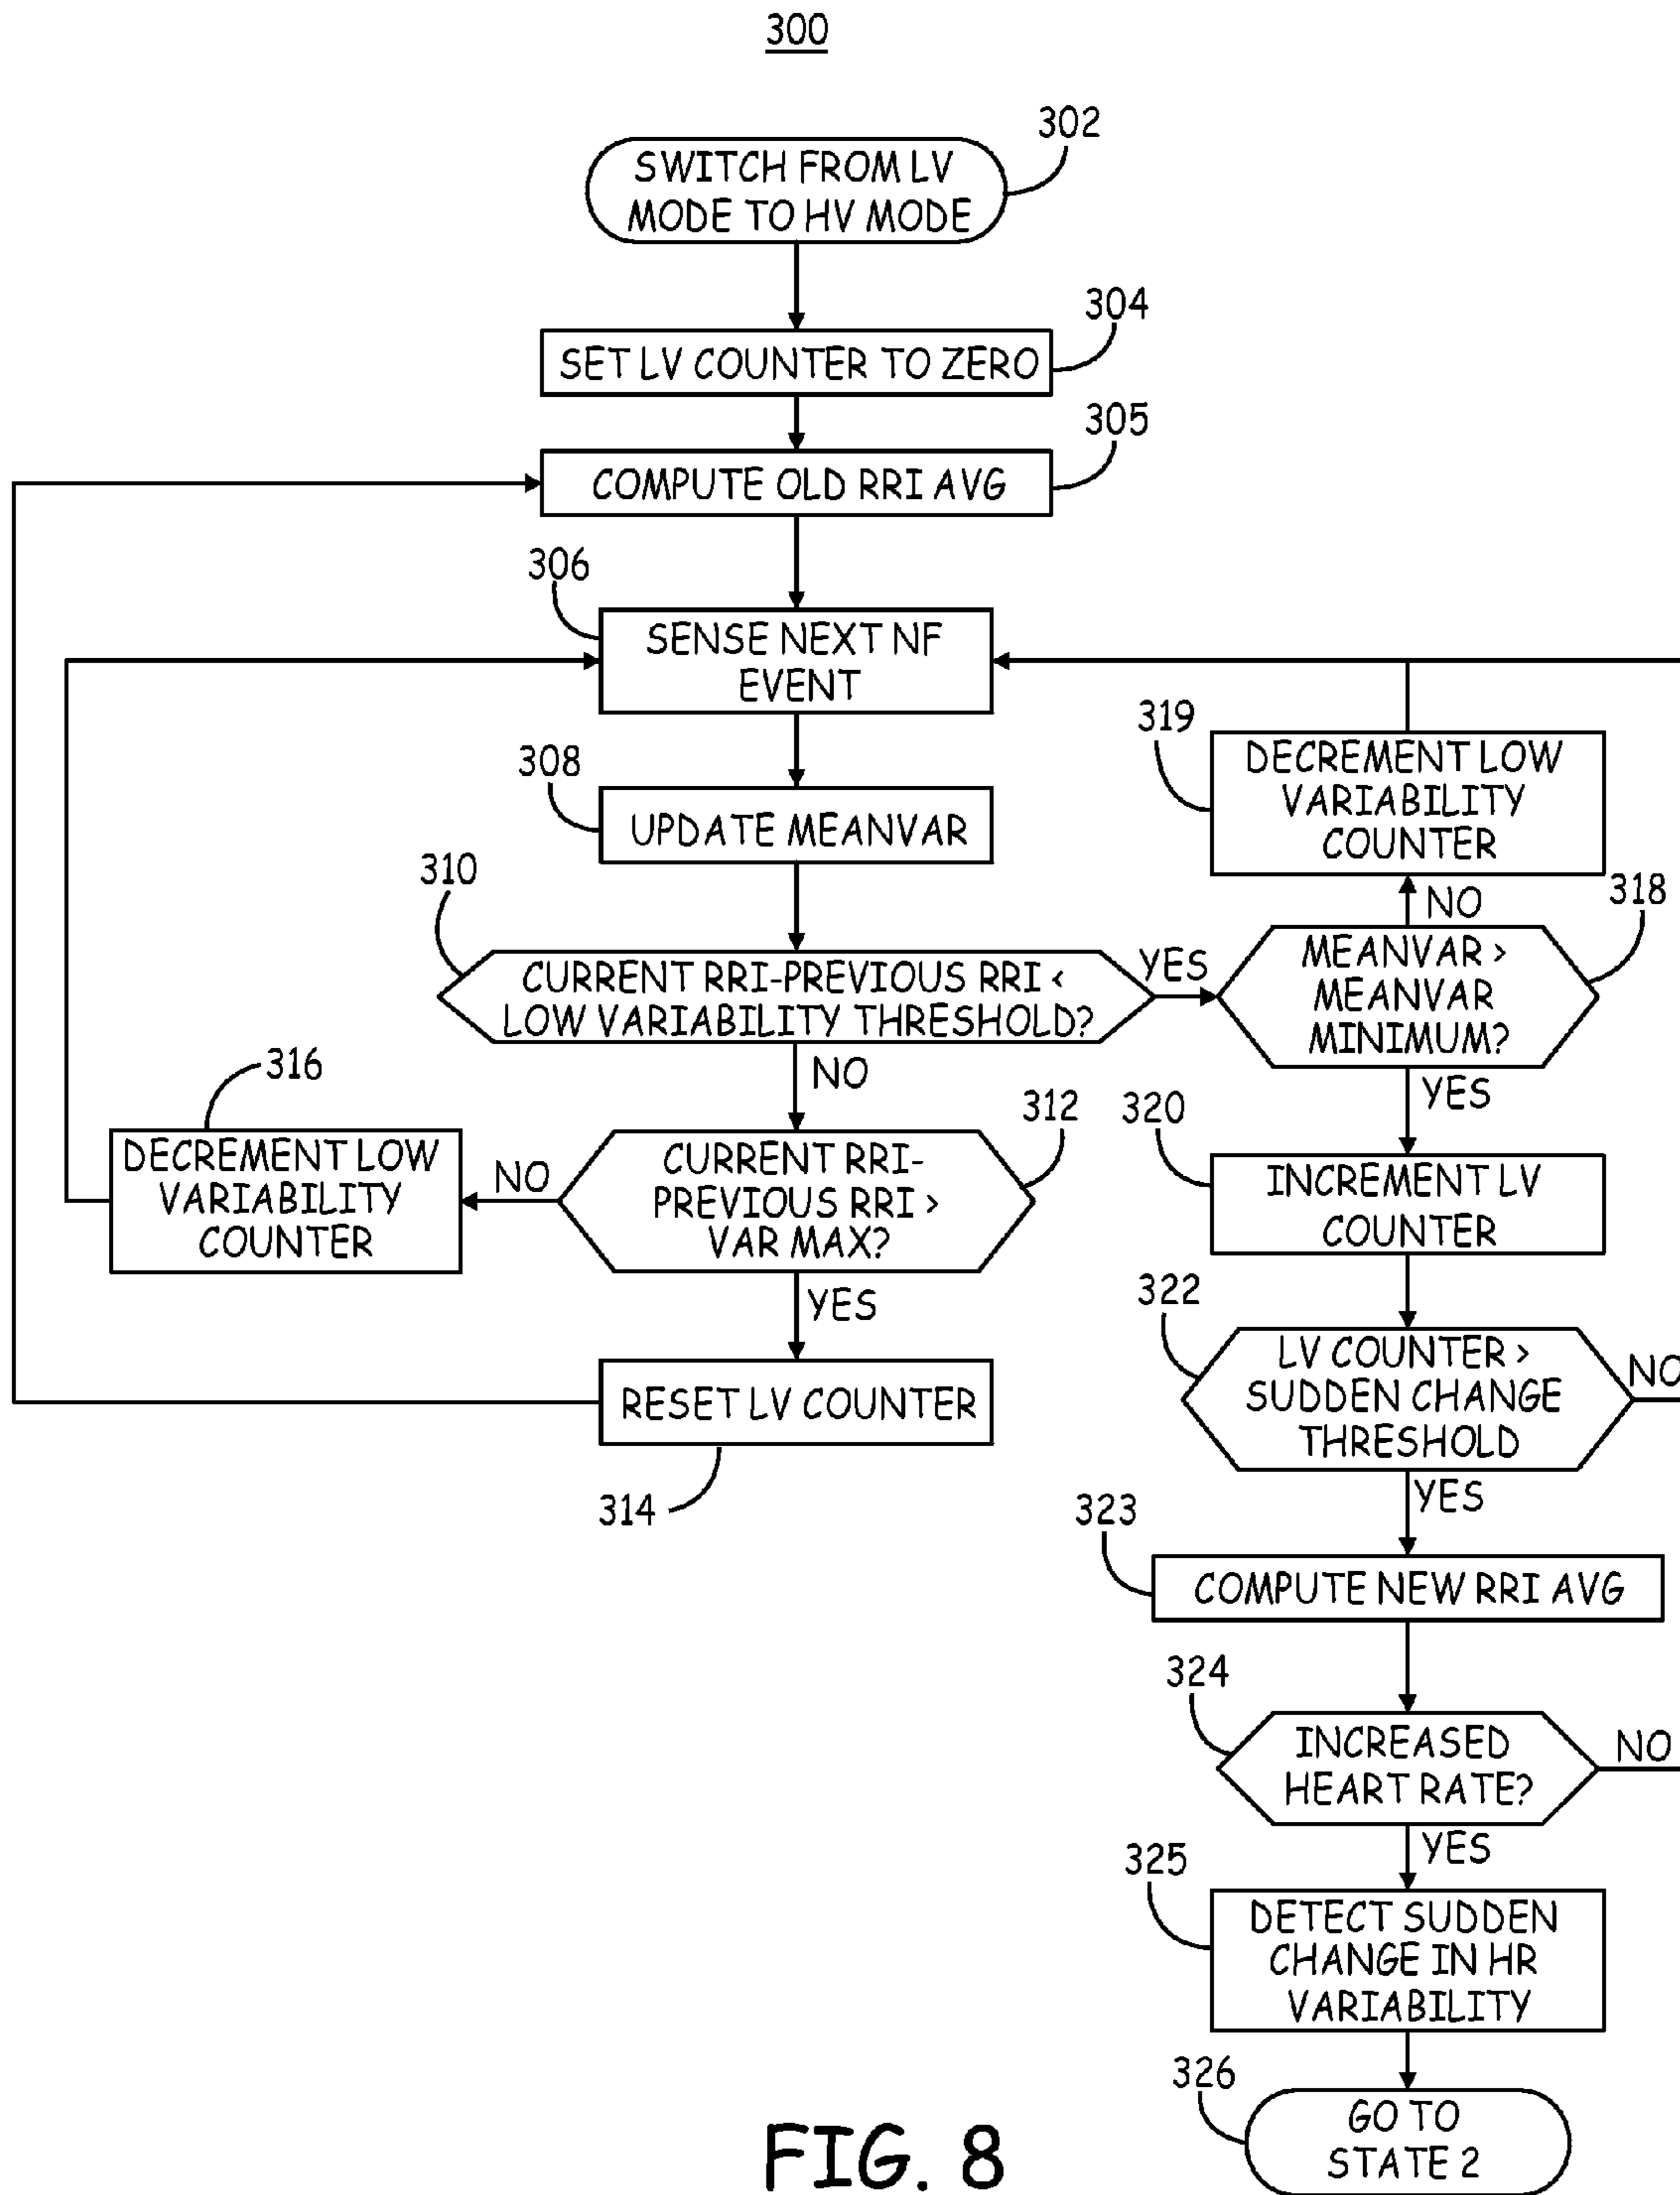 300
302
SWITCH FROM LV
MODE TO HV MODE
304
SET LV COUNTER TO ZERO
305
COMPUTE OLD RRI AVG
306
SENSE NEXT NF
EVENT
319
DECREMENT LOW
VARIABILITY
COUNTER
308
UPDATE MEANVAR
310
CURRENT RRI-PREVIOUS RRI <
LOW VARIABILITY THRESHOLD?
YES
NO
318
MEANVAR >
MEANVAR
MINIMUM?
NO
YES
316
DECREMENT LOW
VARIABILITY
COUNTER
NO
312
CURRENT RRI-
PREVIOUS RRI >
VAR MAX?
YES
320
INCREMENT LV
COUNTER
322
LV COUNTER >
SUDDEN CHANGE
THRESHOLD
NO
YES
RESET LV COUNTER
314
323
COMPUTE NEW RRI AVG
324
INCREASED
HEART RATE?
NO
YES
325
DETECT SUDDEN
CHANGE IN HR
VARIABILITY
326
GO TO
STATE 2
FIG. 8